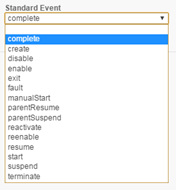 Standard Event
complete
complete
create
disable
enable
exit
fault
manualStart
parentResume
parentSuspend
reactivate
reenable
resume
start
suspend
terminate